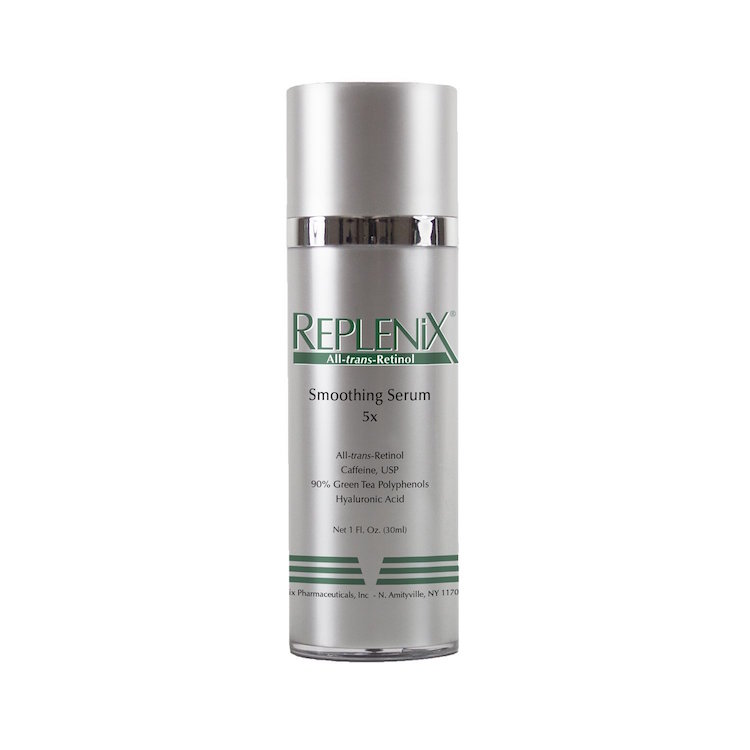 REPLENiX®
All-trans-Retinol
Smoothing Serum
5x
All-trans-Retinol
Caffeine, USP
90% Green Tea Polyphenols
Hyaluronic Acid
Net 1 Fl. Oz. (30ml)
ix Pharmaceuticals, Inc - N. Amityville, NY 1170